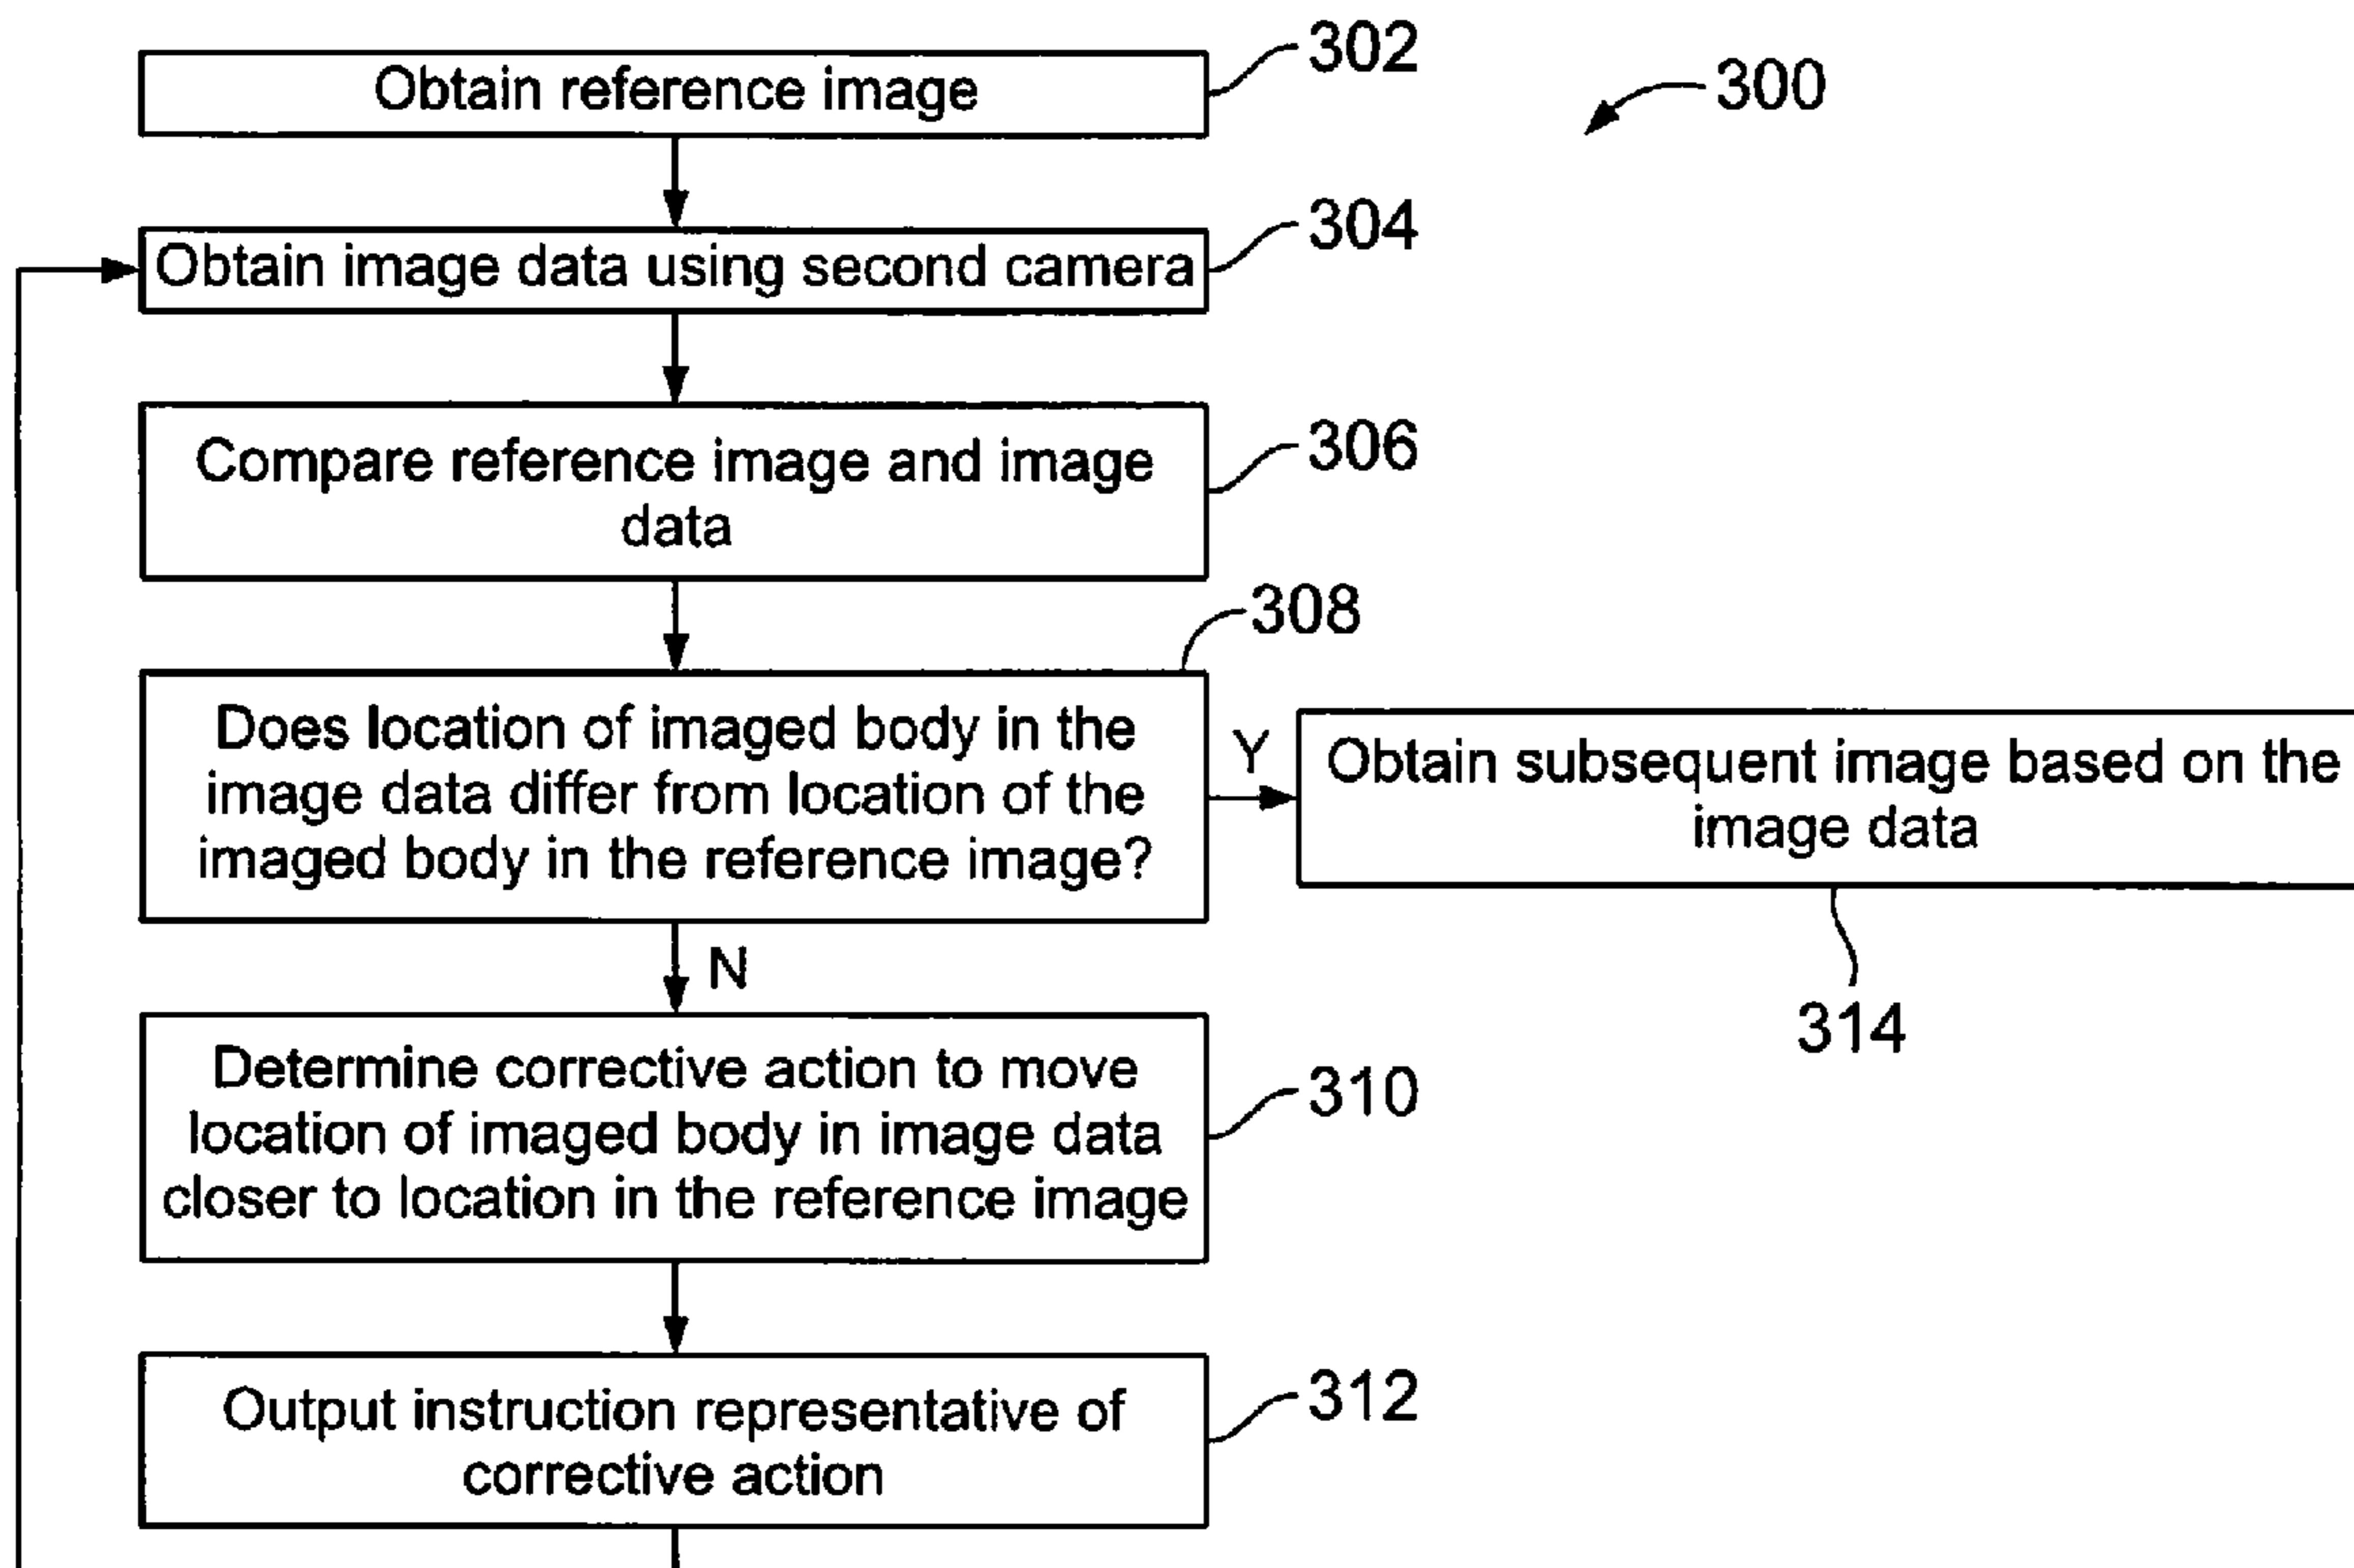 Obtain reference image
302
300
Obtain image data using second camera
304
Compare reference image and image
data
306
308
Does location of imaged body in the
image data differ from location of the
imaged body in the reference image?
Y
Obtain subsequent image based on the
image data
314
N
Determine corrective action to move
location of imaged body in image data
closer to location in the reference image
310
Output instruction representative of
corrective action
312